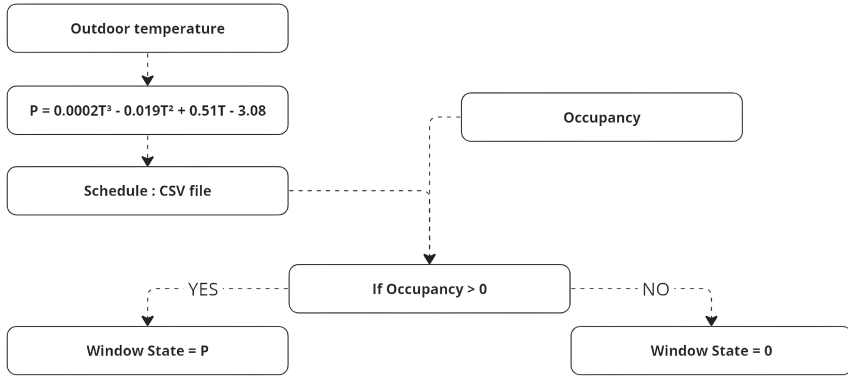 Outdoor temperature
P = 0.0002T³ - 0.019T² + 0.51T - 3.08
Occupancy
Schedule : CSV file
If Occupancy > 0
YES
NO
Window State = P
Window State = 0